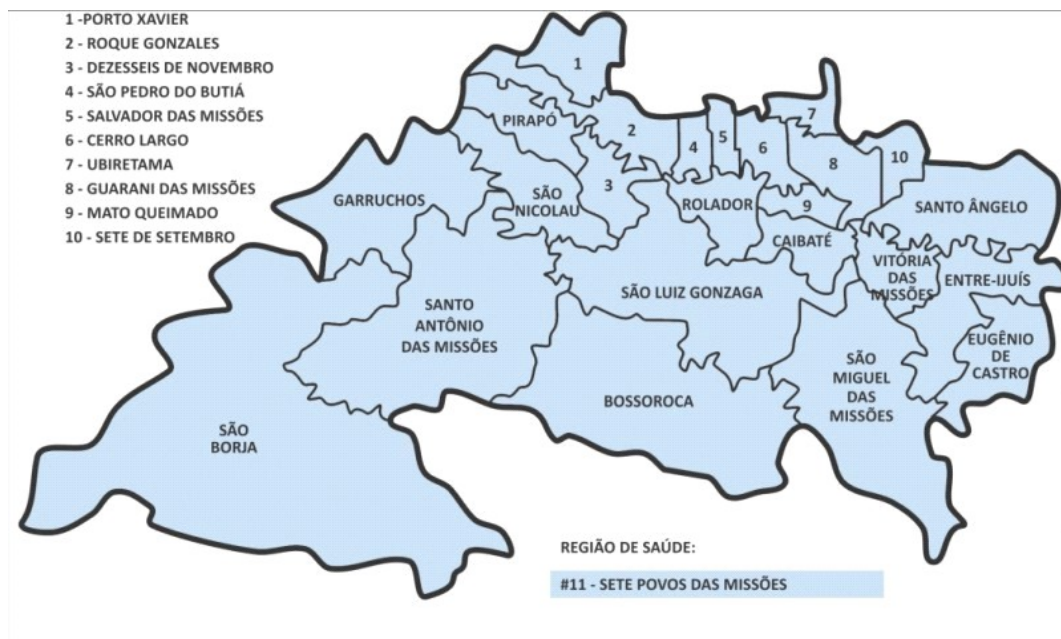 1 -PORTO XAVIER
2 - ROQUE GONZALES
3 - DEZESSEIS DE NOVEMBRO
4 - SÃO PEDRO DO BUTIÁ
5 - SALVADOR DAS MISSÕES
6 - CERRO LARGO
7 - UBIRETAMA
8 - GUARANI DAS MISSÕES
9 - MATO QUEIMADO
10 - SETE DE SETEMBRO
1
PIRAPÓ
2
4
5
6
7
8
10
3
9
GARRUCHOS
SÃO
NICOLAU
ROLADOR
SANTO ÂNGELO
CAIBATÉ
VITÓRIA
DAS
MISSÕES
ENTRE-IJUÍS
SÃO LUIZ GONZAGA
SANTO
ANTÔNIO
DAS MISSÕES
EUGÊNIO
DE
CASTRO
SÃO
MIGUEL
DAS
MISSÕES
BOSSOROCA
SÃO
BORJA
REGIÃO DE SAÚDE:
#11 - SETE POVOS DAS MISSÕES